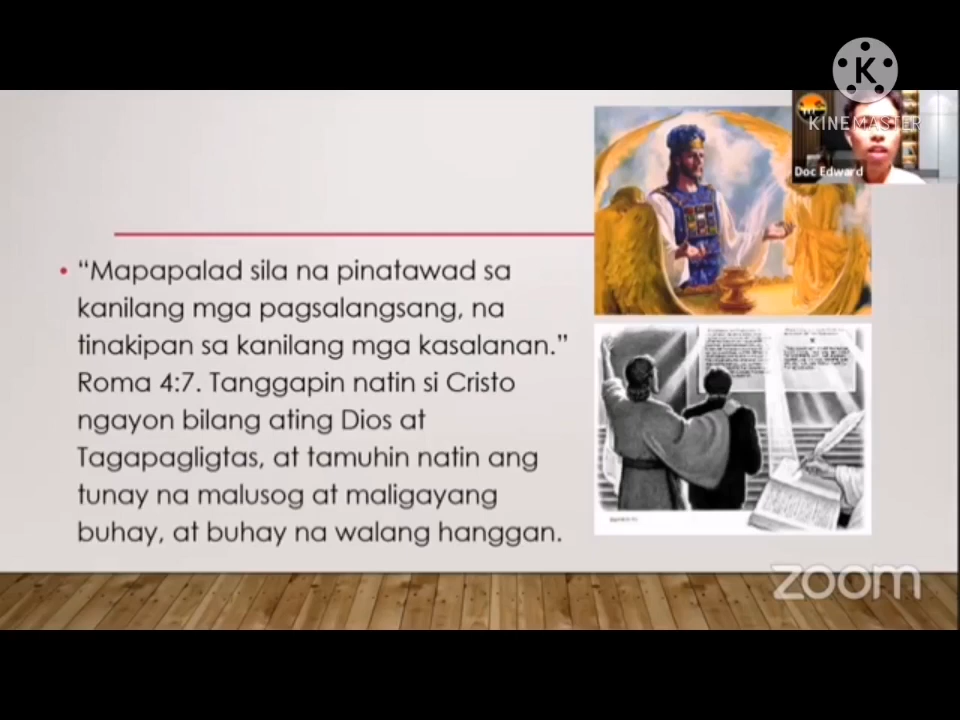 KINEMASTER
Doc Edward
• “Mapapalad sila na pinatawad sa
kanilang mga pagsalangsang, na
tinakipan sa kanilang mga kasalanan.”
Roma 4:7. Tanggapin natin si Cristo
ngayon bilang ating Dios at
Tagapagligtas, at tamuhin natin ang
tunay na malusog at maligayang
buhay, at buhay na walang hanggan.
zoom